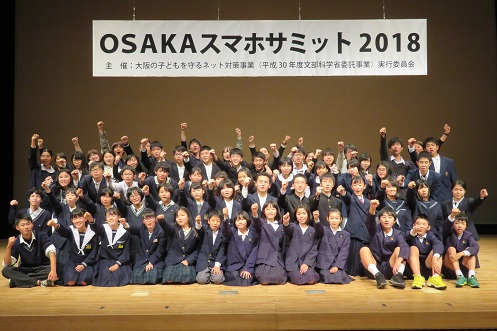 OSAKAスマホサミット 2018
主 催：大阪の子どもを守るネット対策事業（平成 30 年度文部科学省委託事業）実行委員会